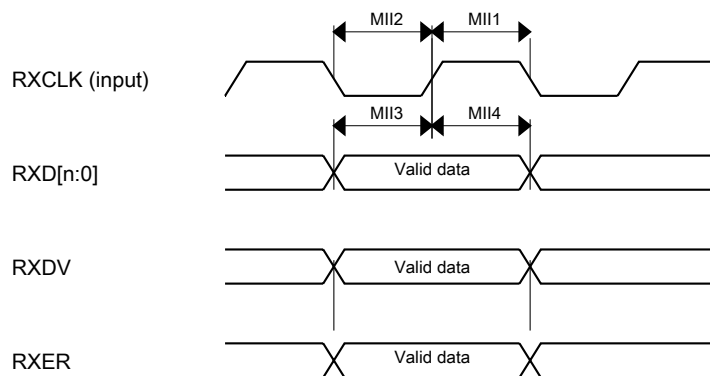 MII2 MII1
RXCLK (input)
MII3 MII4
RXD[n:0] Valid data
RXDV Valid data
RXER Valid data